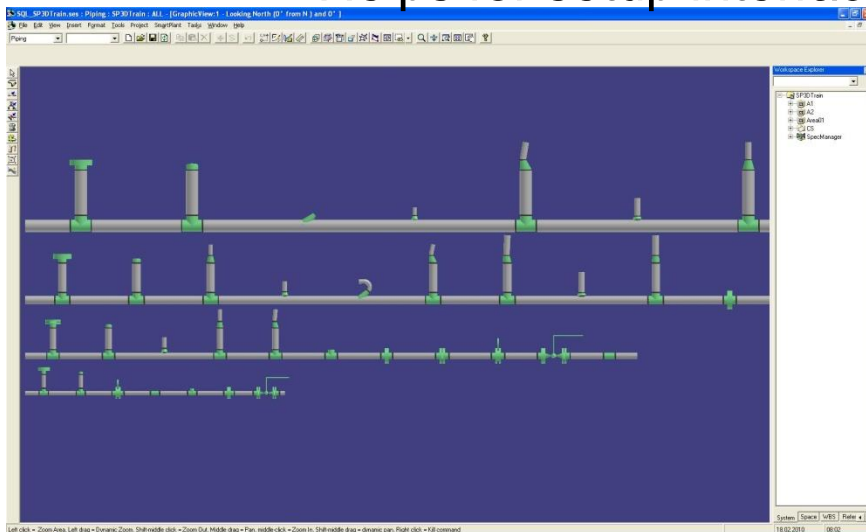 SQL_SP3DTrain.ses : Piping : SP3DTrain : ALL - [GraphicView:1 - Looking North (0° from N ) and 0° ]
File Edit View Insert Format Tools Project SmartPlant Tasks Window Help
Piping
Workspace Explorer
SP3DTrain
A1
A2
Area01
CS
SpecManager
System Space WBS Refer
Left click = Zoom Area, Left drag = Dynamic Zoom, Shift-middle click = Zoom Out, Middle drag = Pan, middle-click = Zoom In, Shift-middle drag = dynamic pan, Right click = Kill command
18.02.2010 08:02